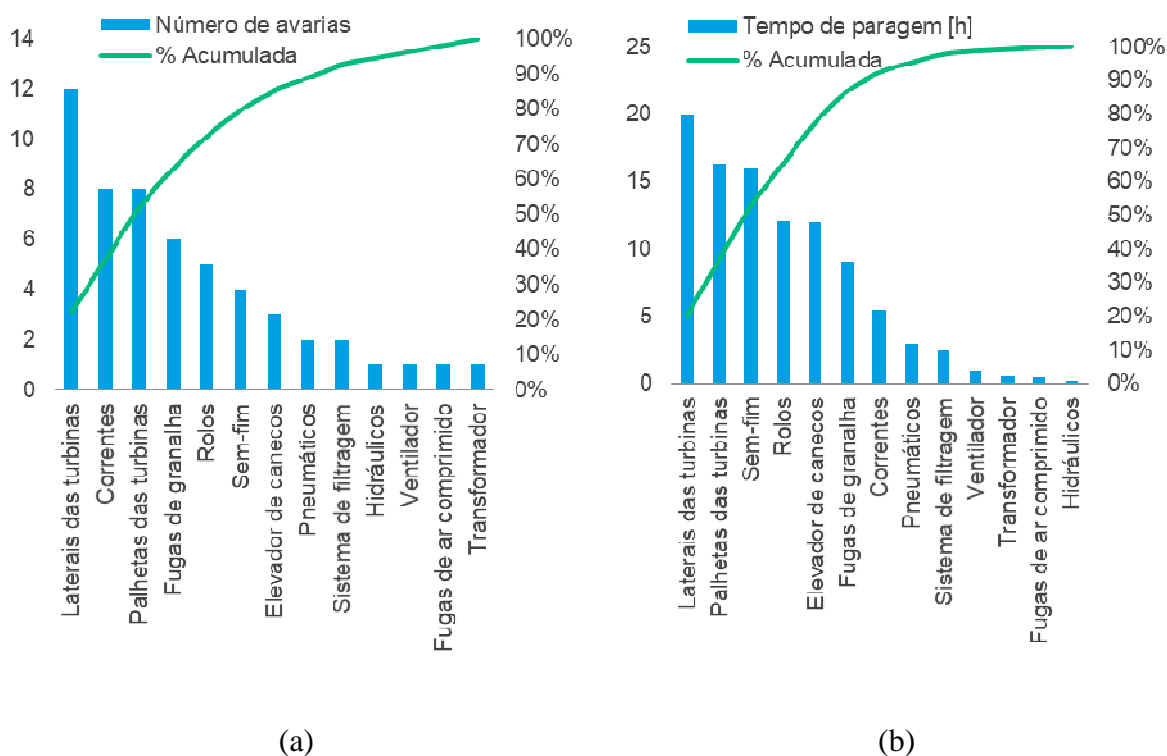 Número de avarias
% Acumulada
14
12
10
8
6
4
2
0
100%
90%
80%
70%
60%
50%
40%
30%
20%
10%
0%
Laterais das turbinas
Correntes
Palhetas das turbinas
Fugas de granalha
Rolos
Sem-fim
Elevador de canecos
Pneumáticos
Sistema de filtragem
Hidráulicos
Ventilador
Fugas de ar comprimido
Transformador
(a)
Tempo de paragem [h]
% Acumulada
25
20
15
10
5
0
100%
90%
80%
70%
60%
50%
40%
30%
20%
10%
0%
Laterais das turbinas
Palhetas das turbinas
Sem-fim
Rolos
Elevador de canecos
Fugas de granalha
Correntes
Pneumáticos
Sistema de filtragem
Ventilador
Transformador
Fugas de ar comprimido
Hidráulicos
(b)